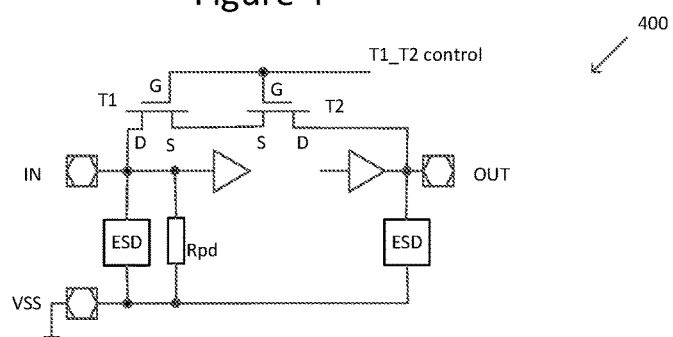 Figure 4
400
T1_T2 control
G
G
T1
T2
D
S
S
D
IN
OUT
ESD
Rpd
ESD
VSS